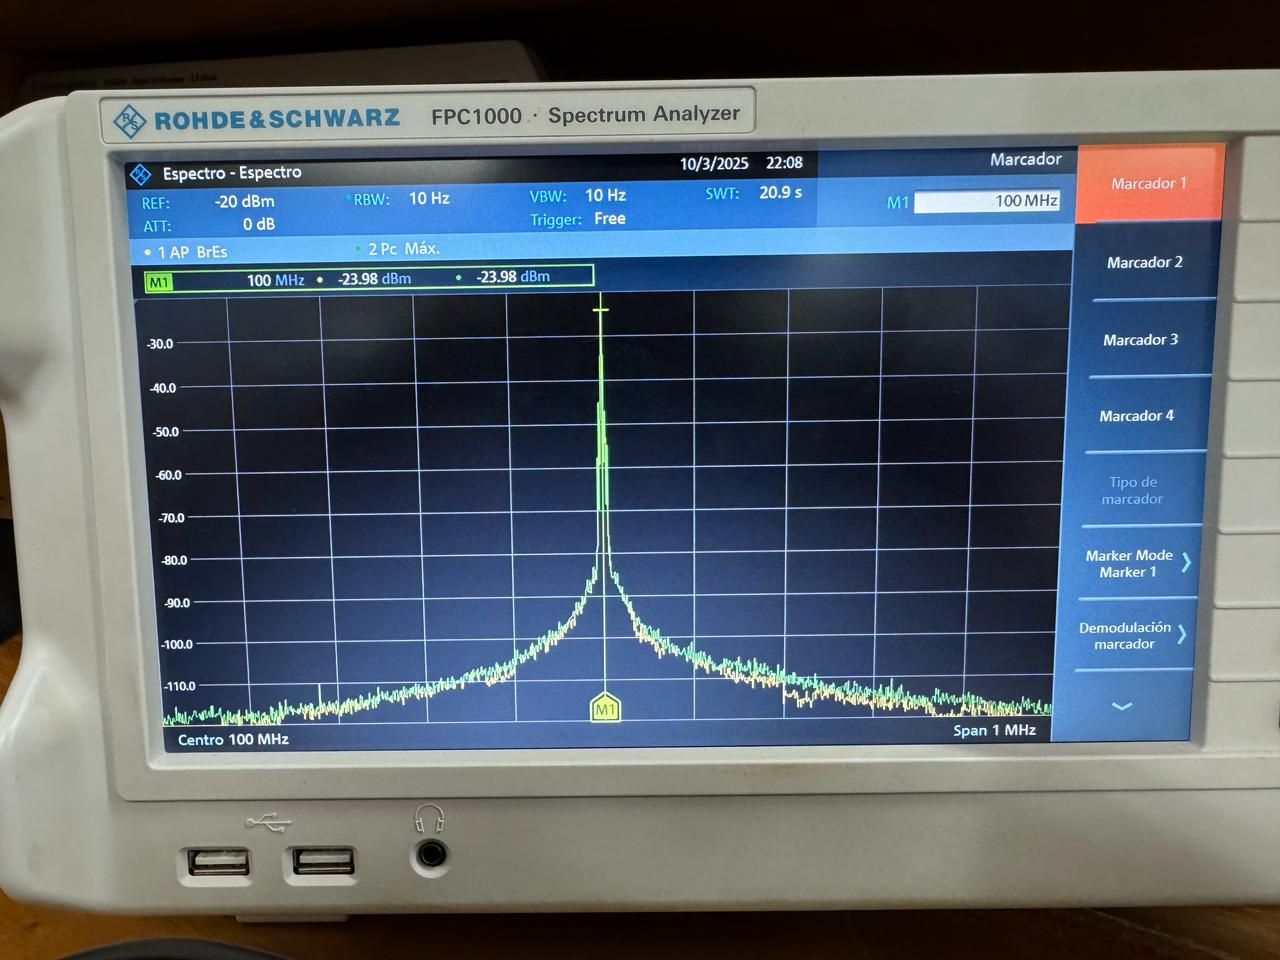 ROHDE&SCHWARZ FPC1000 · Spectrum Analyzer
Espectro - Espectro 10/3/2025 22:08 Marcador
REF: -20 dBm RBW: 10 Hz VBW: 10 Hz SWT: 20.9 s M1 100 MHz
ATT: 0 dB Trigger: Free
1 AP BrEs 2 Pc Máx.
M1 100 MHz -23.98 dBm -23.98 dBm
-30.0
-40.0
-50.0
-60.0
-70.0
-80.0
-90.0
-100.0
-110.0
M1
Centro 100 MHz Span 1 MHz
Marcador 1
Marcador 2
Marcador 3
Marcador 4
Tipo de
marcador
Marker Mode
Marker 1
Demodulación
marcador